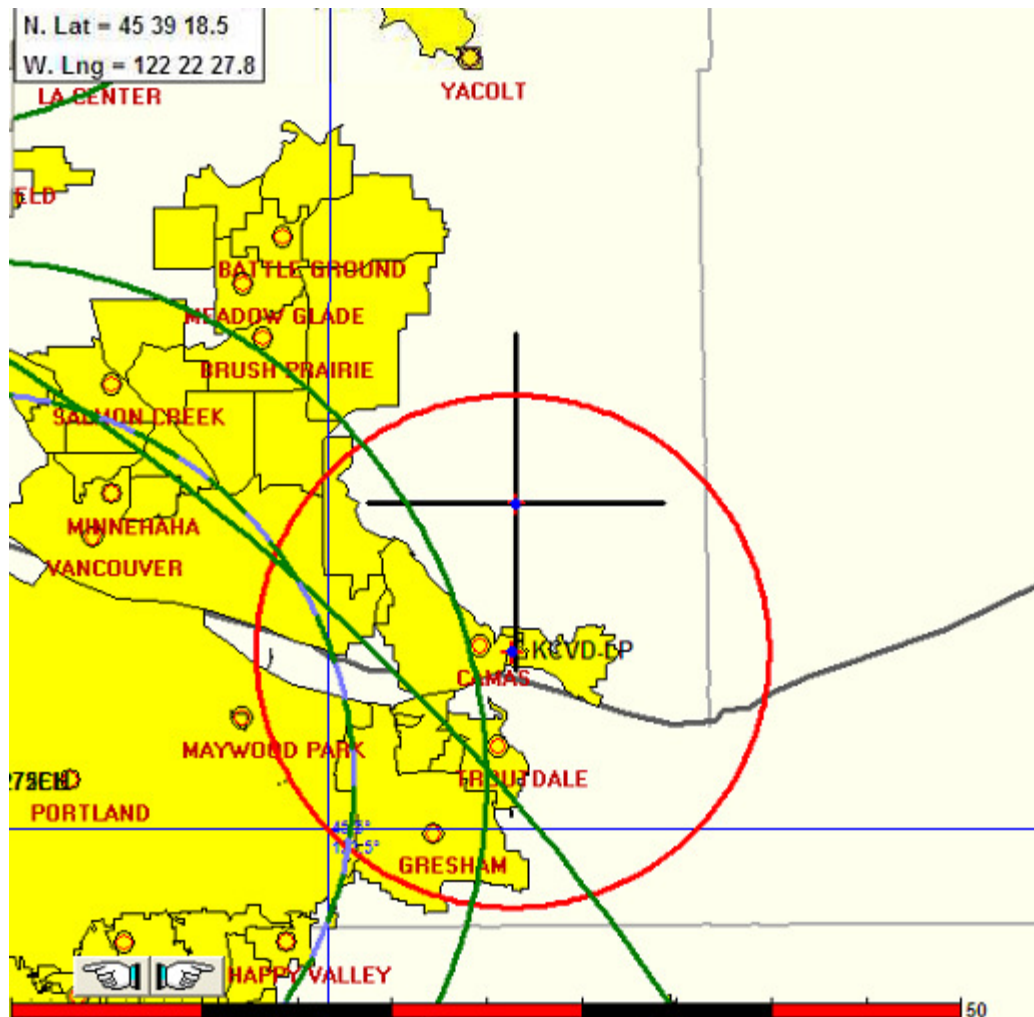 N. Lat = 45 39 18.5
W. Lng = 122 22 27.8
LA CENTER
YACOLT
ELD
BATTLE GROUND
MEADOW GLADE
BRUSH PRAIRIE
SALMON CREEK
MINNEHAHA
VANCOUVER
KCVD-LP
CAMAS
MAYWOOD PARK
TROUTDALE
PORTLAND
GRESHAM
HAPPY VALLEY
50